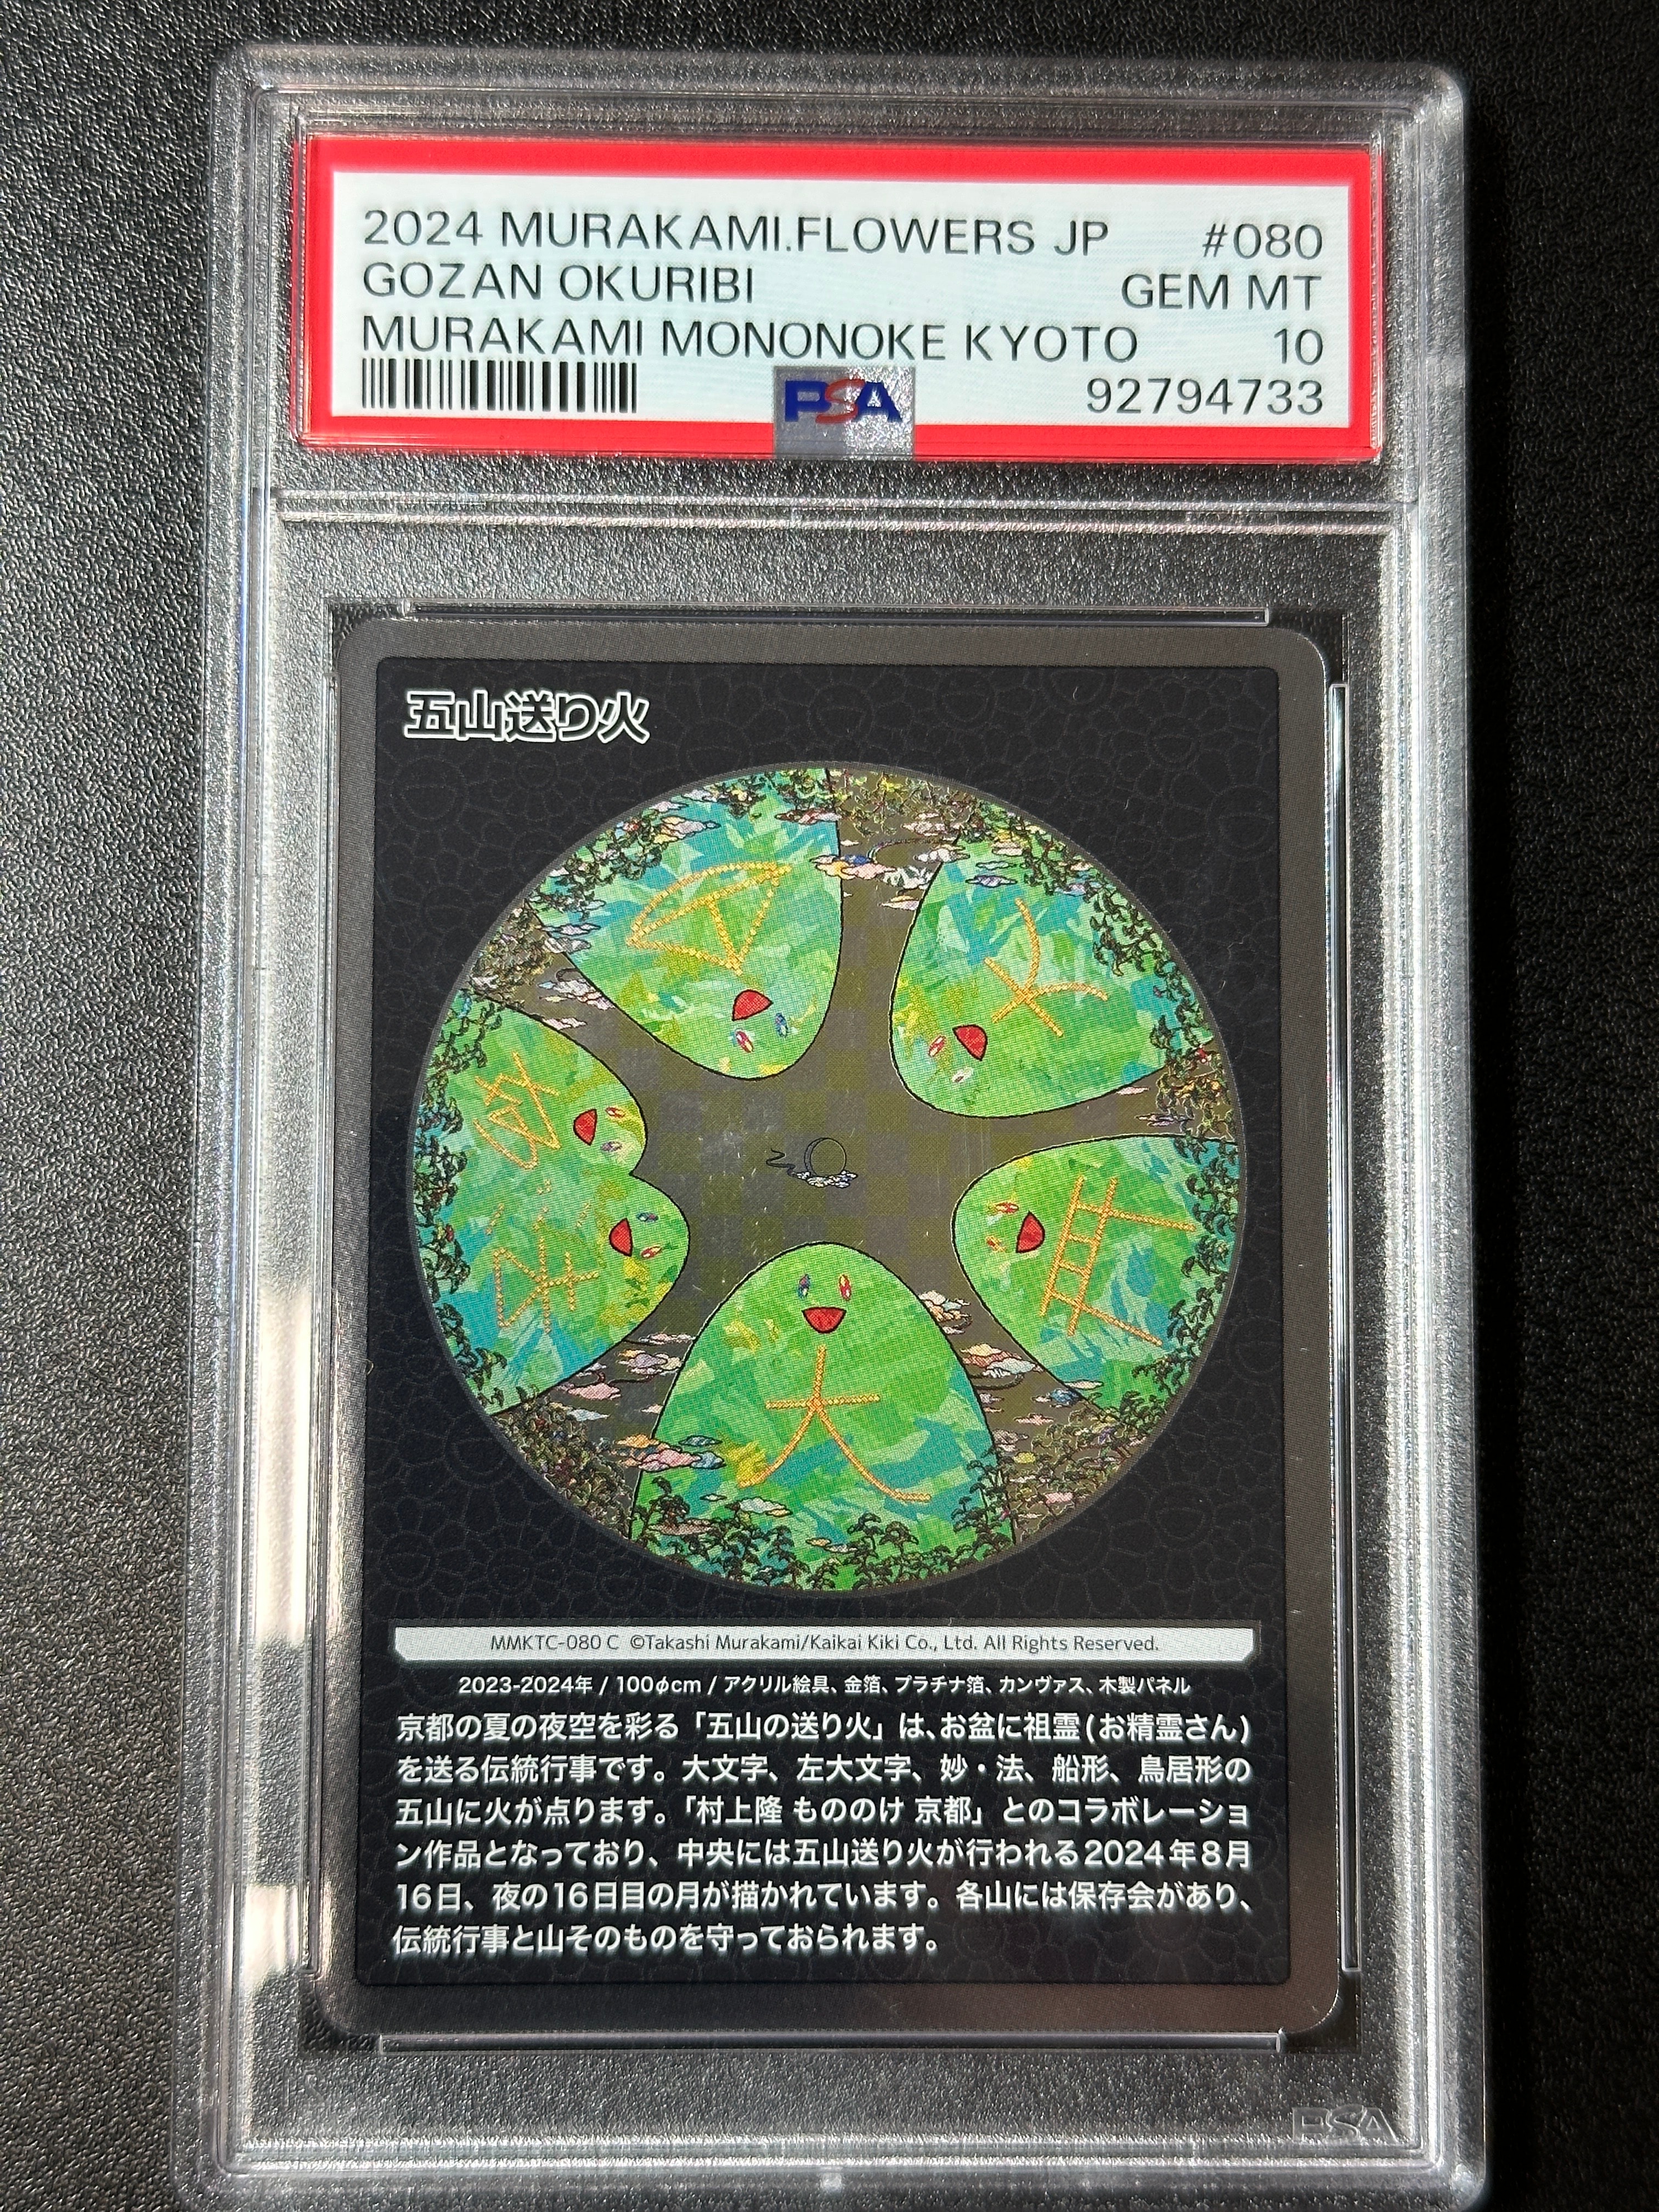 2024 MURAKAMI.FLOWERS JP #080
GOZAN OKURIBI GEM MT
MURAKAMI MONONOKE KYOTO 10
PSA 92794733
五山送り火
大
妙
法
大
MMKTC-080 C ©Takashi Murakami/Kaikai Kiki Co., Ltd. All Rights Reserved.
2023-2024年 / 100φcm / アクリル絵具、金箔、プラチナ箔、カンヴァス、木製パネル
京都の夏の夜空を彩る「五山の送り火」は、お盆に祖霊(お精霊さん)
を送る伝統行事です。大文字、左大文字、妙・法、船形、鳥居形の
五山に火が点ります。「村上隆 もののけ 京都」とのコラボレーショ
ン作品となっており、中央には五山送り火が行われる2024年8月
16日、夜の16日目の月が描かれています。各山には保存会があり、
伝統行事と山そのものを守っておられます。
PSA